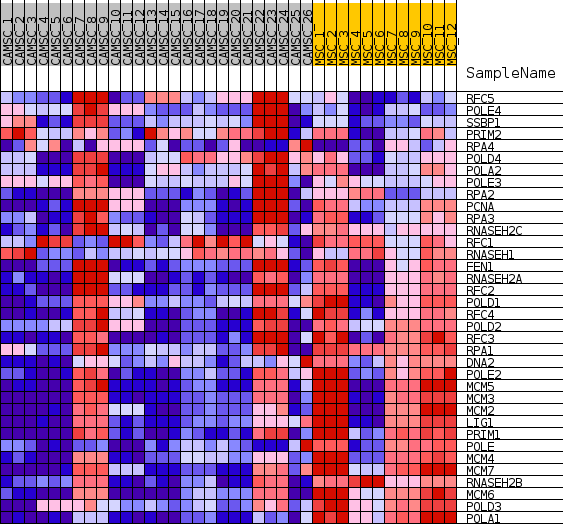 CAMSC_1
CAMSC_2
CAMSC_3
CAMSC_4
CAMSC_5
CAMSC_6
CAMSC_7
CAMSC_8
CAMSC_9
CAMSC_10
CAMSC_11
CAMSC_12
CAMSC_13
CAMSC_14
CAMSC_15
CAMSC_16
CAMSC_17
CAMSC_18
CAMSC_19
CAMSC_20
CAMSC_21
CAMSC_22
CAMSC_23
CAMSC_24
CAMSC_25
CAMSC_26
MSC_1
MSC_2
MSC_3
MSC_4
MSC_5
MSC_6
MSC_7
MSC_8
MSC_9
MSC_10
MSC_11
MSC_12
SampleName
RFC5
POLE4
SSBP1
PRIM2
RPA4
POLD4
POLA2
POLE3
RPA2
PCNA
RPA3
RNASEH2C
RFC1
RNASEH1
FEN1
RNASEH2A
RFC2
POLD1
RFC4
POLD2
RFC3
RPA1
DNA2
POLE2
MCM5
MCM3
MCM2
LIG1
PRIM1
POLE
MCM4
MCM7
RNASEH2B
MCM6
POLD3
POLA1